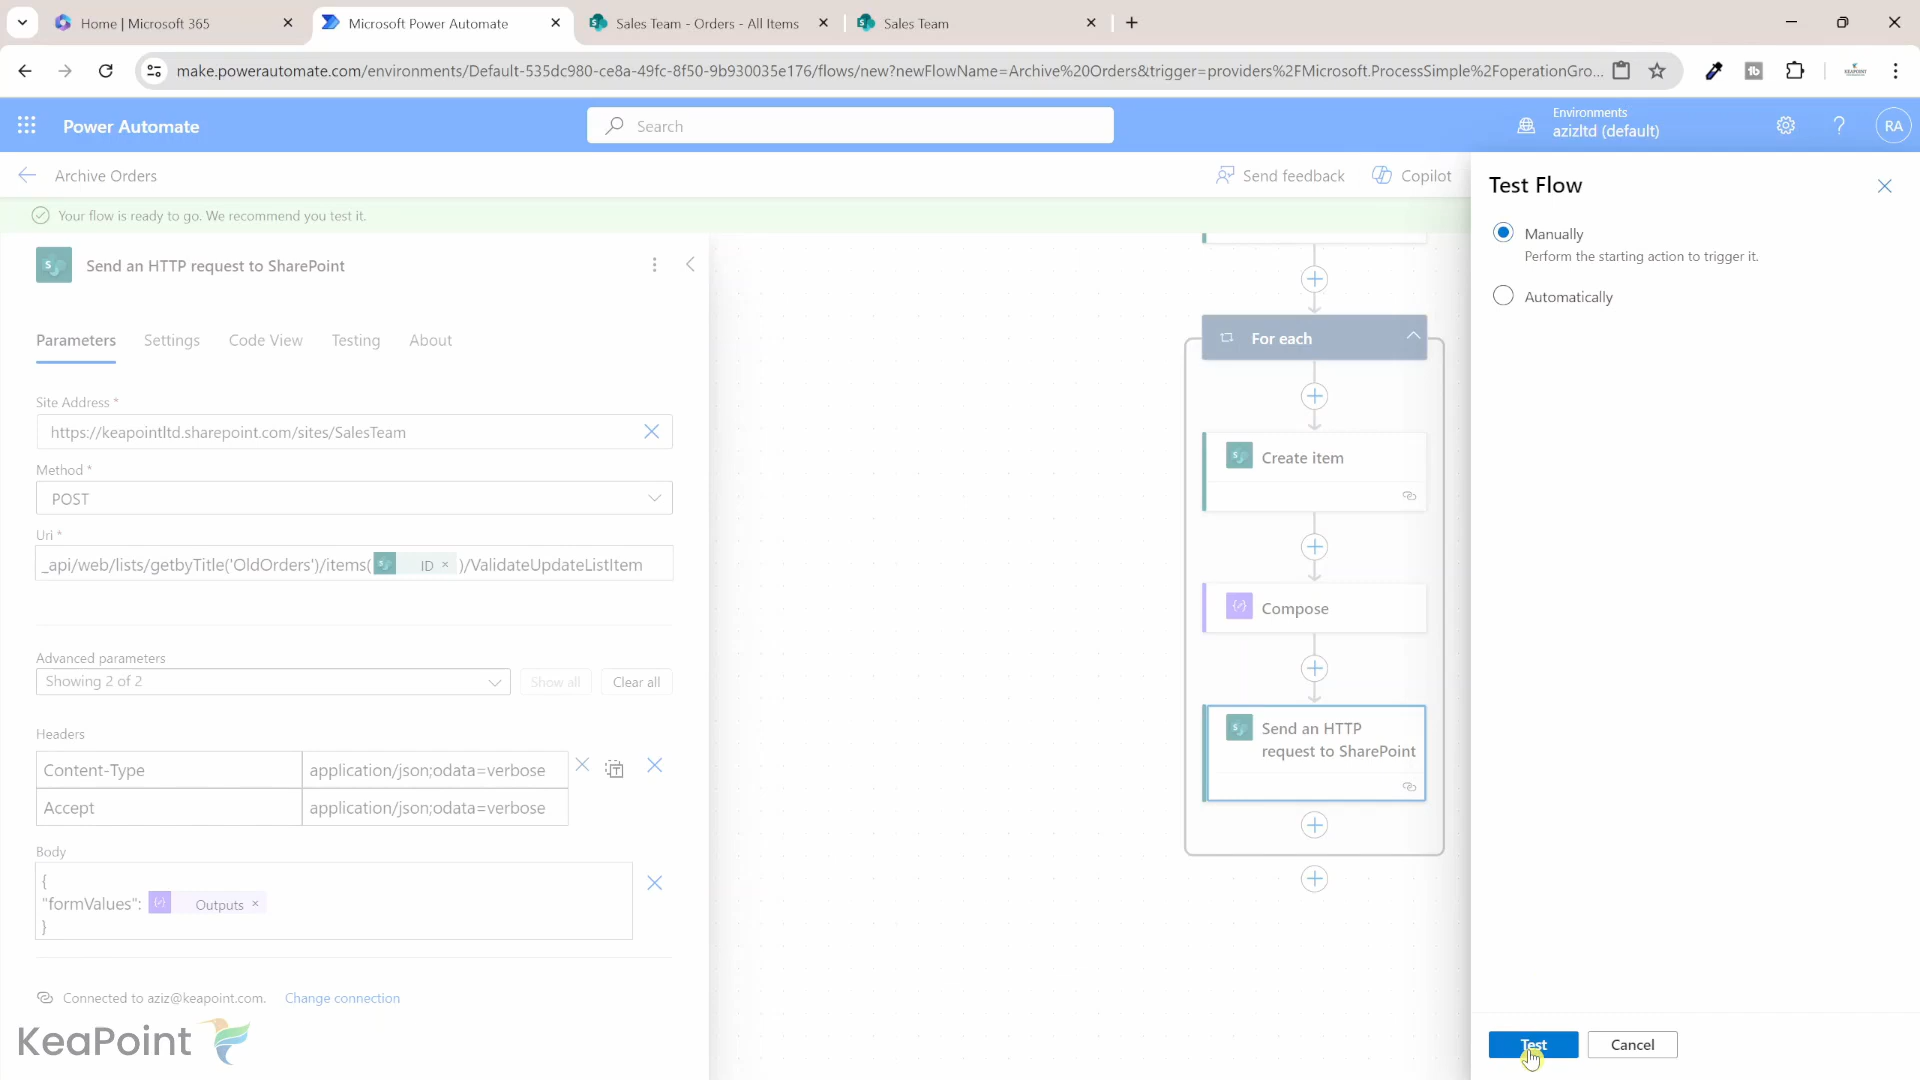 Home | Microsoft 365
Microsoft Power Automate
Sales Team - Orders - All Items
Sales Team
make.powerautomate.com/environments/Default-535dc980-ce8a-49fc-8f50-9b930035e176/flows/new?newFlowName=Archive%20Orders&trigger=providers%2FMicrosoft.ProcessSimple%2FoperationGro...
Power Automate
Search
Environments
azizltd (default)
RA
Archive Orders
Send feedback
Copilot
Your flow is ready to go. We recommend you test it.
Send an HTTP request to SharePoint
Parameters
Settings
Code View
Testing
About
Site Address *
https://keapointltd.sharepoint.com/sites/SalesTeam
Method *
POST
Uri *
_api/web/lists/getbyTitle('OldOrders')/items( ID × )/ValidateUpdateListItem
Advanced parameters
Showing 2 of 2
Show all
Clear all
Headers
Content-Type
application/json;odata=verbose
Accept
application/json;odata=verbose
Body
{
"formValues": Outputs ×
}
Connected to aziz@keapoint.com.
Change connection
KeaPoint
For each
Create item
Compose
Send an HTTP
request to SharePoint
Test Flow
Manually
Perform the starting action to trigger it.
Automatically
Test
Cancel